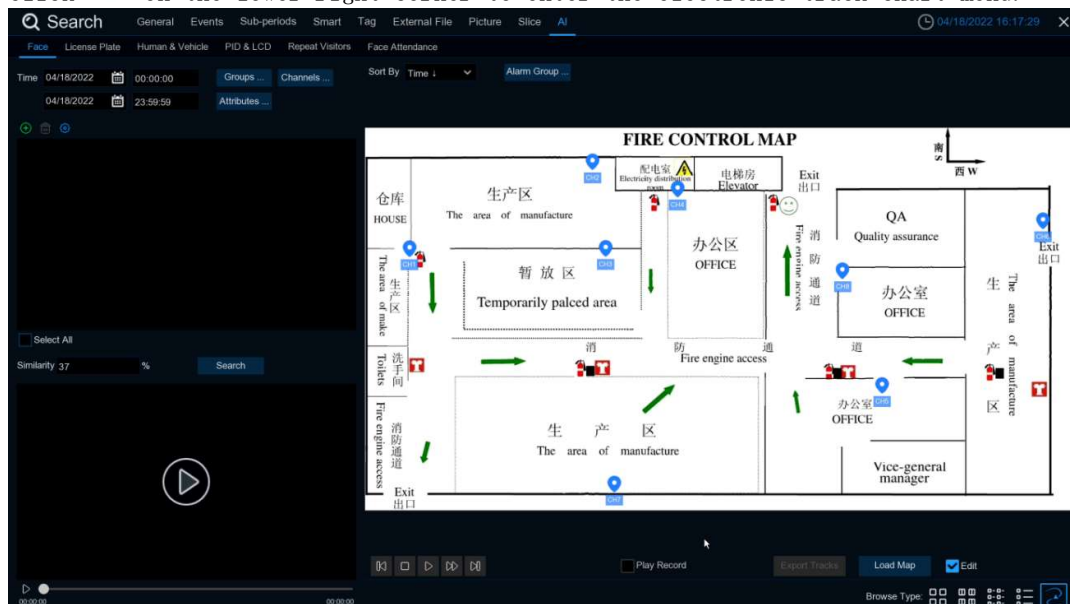 Search General Events Sub-periods Smart Tag External File Picture Slice AI 04/18/2022 16:17:29
Face License Plate Human & Vehicle PID & LCD Repeat Visitors Face Attendance
Time 04/18/2022 00:00:00 Groups ... Channels ... Sort By Time ↓ Alarm Group ...
04/18/2022 23:59:59 Attributes ...
FIRE CONTROL MAP
南
S
西 W
配电室
Electricity distribution
room
电梯房
Elevator
Exit
出口
CH2
CH4
仓库
HOUSE
生产区
The area of manufacture
办公区
OFFICE
Fire engine access
消防通道
QA
Quality assurance
CH6
Exit
出口
CH1
CH3
The area of make
生产区
暂放区
Temporarily palced area
CH8
办公室
OFFICE
生产区
The area of manufacture
Select All
Similarity 37 % Search
Toilets
洗手间
消防通道
Fire engine access
CH5
办公室
OFFICE
Fire engine access
消防通道
生产区
The area of manufacture
Vice-general
manager
Exit
出口
CH7
Play Record Export Tracks Load Map Edit
00:00:00 00:00:00
Browse Type: